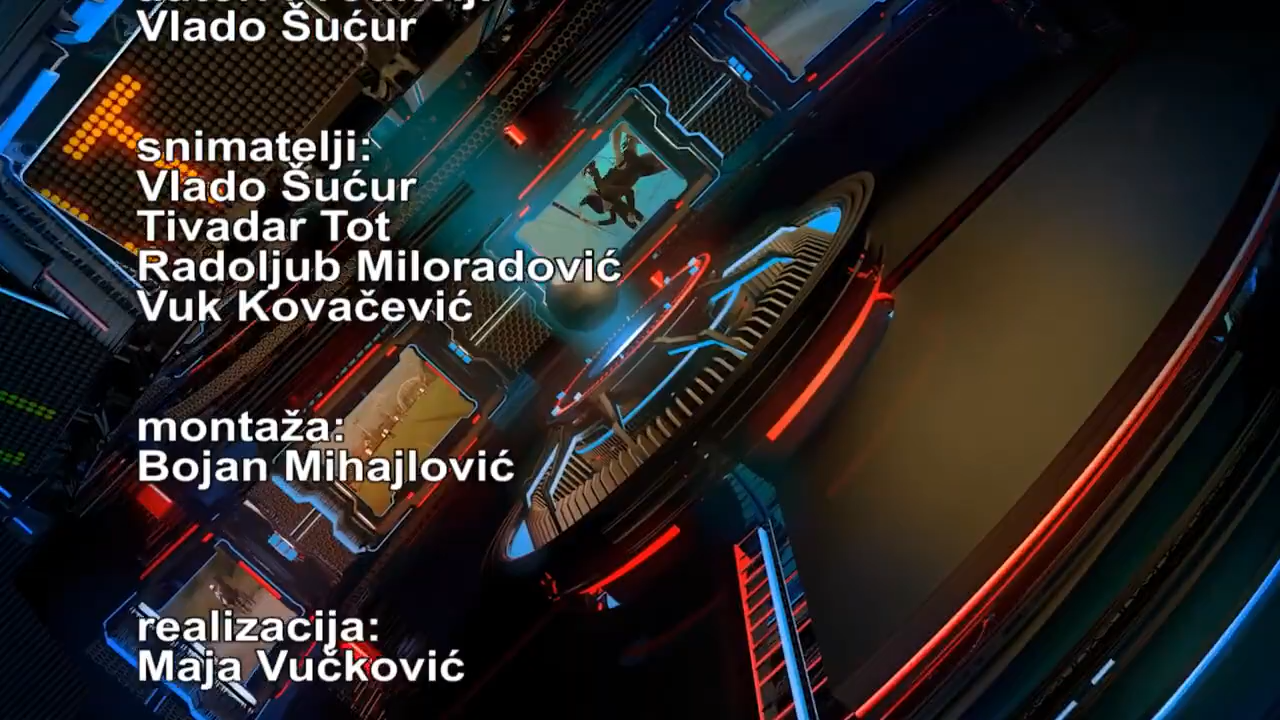 Vlado Šućur
snimatelji:
Vlado Šućur
Tivadar Tot
Radoljub Miloradović
Vuk Kovačević
montaža:
Bojan Mihajlović
realizacija:
Maja Vučković